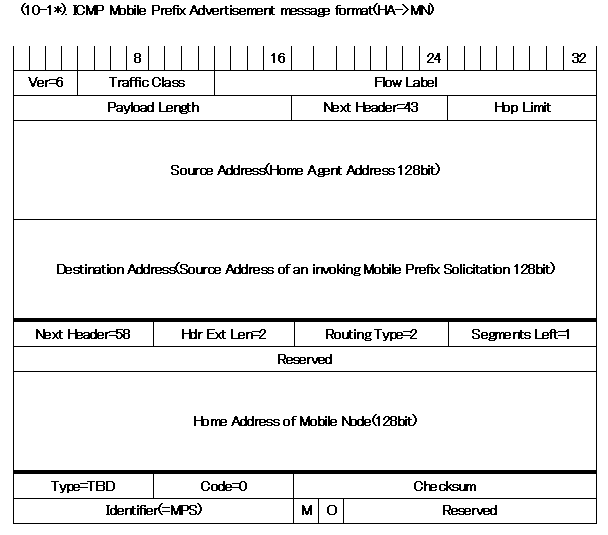 (10-1*). ICMP Mobile Prefix Advertisement message format(HA->MN)
8 16 24 32
Ver=6 Traffic Class Flow Label
Payload Length Next Header=43 Hop Limit
Source Address(Home Agent Address 128bit)
Destination Address(Source Address of an invoking Mobile Prefix Solicitation 128bit)
Next Header=58 Hdr Ext Len=2 Routing Type=2 Segments Left=1
Reserved
Home Address of Mobile Node(128bit)
Type=TBD Code=0 Checksum
Identifier(=MPS) M O Reserved